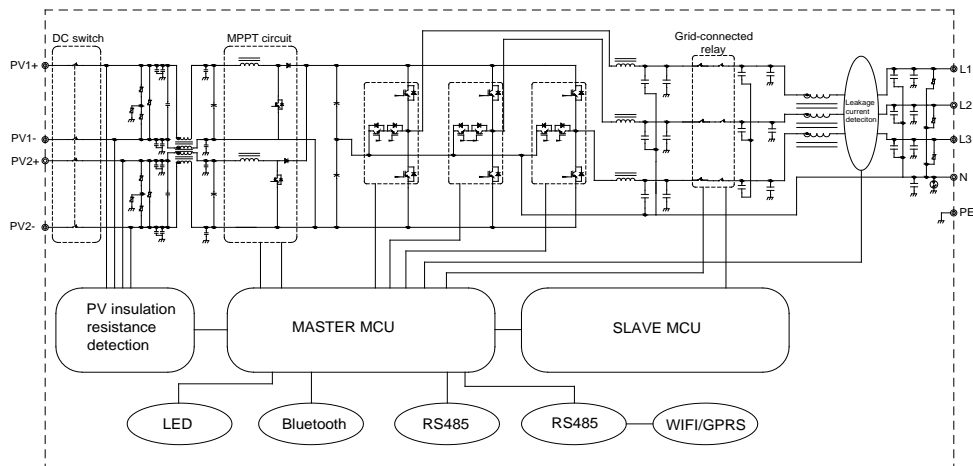 DC switch
MPPT circuit
Grid-connected
relay
PV1+
PV1-
PV2+
PV2-
Leakage
current deteciton
L1
L2
L3
N
PE
PV insulation
resistance
detection
MASTER MCU
SLAVE MCU
LED
Bluetooth
RS485
RS485
WIFI/GPRS